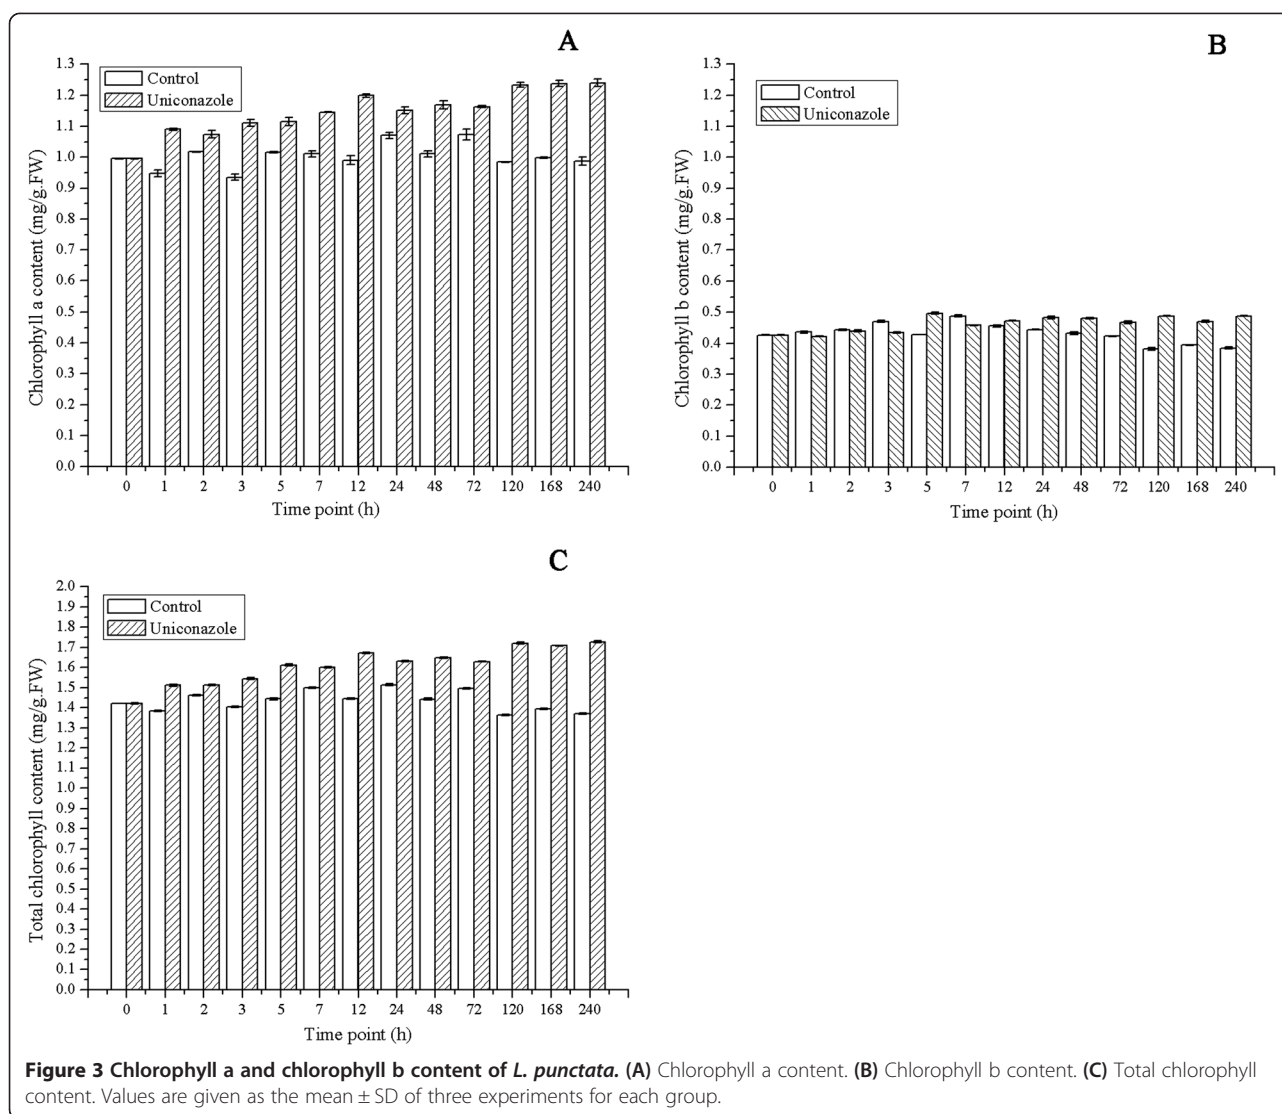 A
1.3
1.2
1.1
1.0
0.9
0.8
0.7
0.6
0.5
0.4
0.3
0.2
0.1
0.0
Chlorophyll a content (mg/g.FW)
Control
Uniconazole
0 1 2 3 5 7 12 24 48 72 120 168 240
Time point (h)
B
1.3
1.2
1.1
1.0
0.9
0.8
0.7
0.6
0.5
0.4
0.3
0.2
0.1
0.0
Chlorophyll b content (mg/g.FW)
Control
Uniconazole
0 1 2 3 5 7 12 24 48 72 120 168 240
Time point (h)
C
2.0
1.9
1.8
1.7
1.6
1.5
1.4
1.3
1.2
1.1
1.0
0.9
0.8
0.7
0.6
0.5
0.4
0.3
0.2
0.1
0.0
Total chlorophyll content (mg/g.FW)
Control
Uniconazole
0 1 2 3 5 7 12 24 48 72 120 168 240
Time point (h)
Figure 3 Chlorophyll a and chlorophyll b content of L. punctata. (A) Chlorophyll a content. (B) Chlorophyll b content. (C) Total chlorophyll
content. Values are given as the mean ± SD of three experiments for each group.